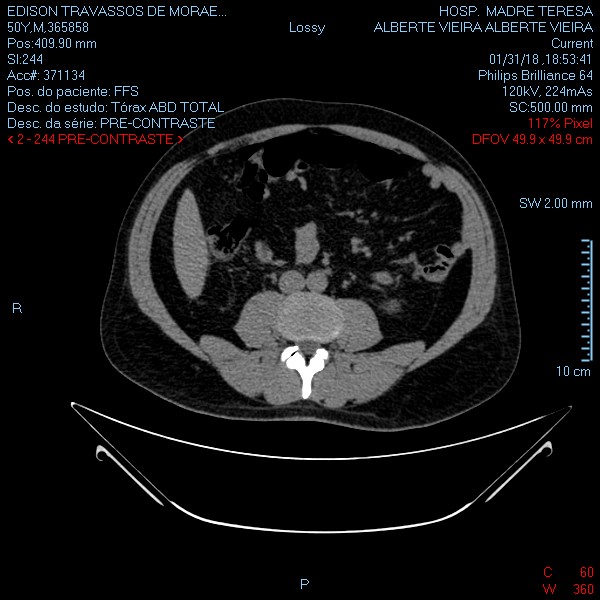 EDISON TRAVASSOS DE MORAE...
50Y,M,365858
Pos:409.90 mm
Sl:244
Acc#: 371134
Pos. do paciente: FFS
Desc. do estudo: Tórax ABD TOTAL
Desc. da série: PRE-CONTRASTE
< 2 - 244 PRE-CONTRASTE >
Lossy
HOSP. MADRE TERESA
ALBERTE VIEIRA ALBERTE VIEIRA
Current
01/31/18 ,18:53:41
Philips Brilliance 64
120kV, 224mAs
SC:500.00 mm
117% Pixel
DFOV 49.9 x 49.9 cm
SW 2.00 mm
R
10 cm
P
C 60
W 360